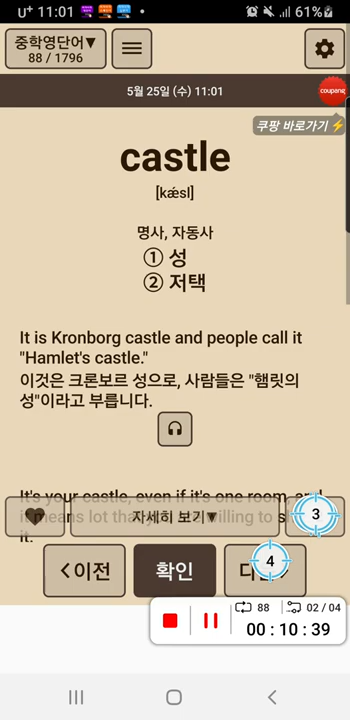 U+ 11:01 61%
중학영단어▼
88 / 1796
5월 25일 (수) 11:01
coupang
쿠팡 바로가기
castle
[kǽsl]
명사, 자동사
① 성
② 저택
It is Kronborg castle and people call it
"Hamlet's castle."
이것은 크론보르 성으로, 사람들은 "햄릿의
성"이라고 부릅니다.
It's your castle, even if it's one room, and
it means lot that willing to
it.
자세히 보기▼
3
<이전
확인
4
88 02 / 04
00 : 10 : 39